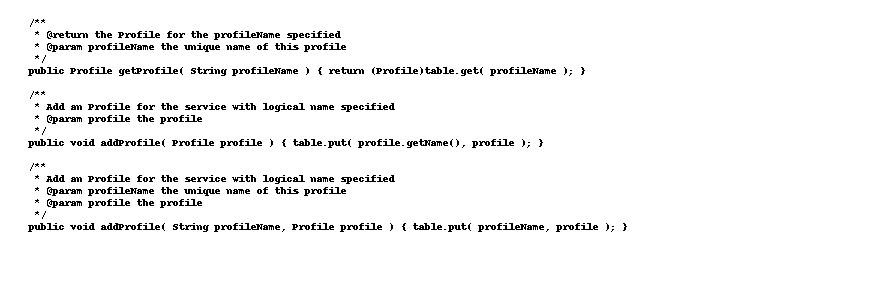 /**
 * @return the Profile for the profileName specified
 * @param profileName the unique name of this profile
 */
public Profile getProfile( String profileName ) { return (Profile)table.get( profileName ); }
/**
 * Add an Profile for the service with logical name specified
 * @param profile the profile
 */
public void addProfile( Profile profile ) { table.put( profile.getName(), profile ); }
/**
 * Add an Profile for the service with logical name specified
 * @param profileName the unique name of this profile
 * @param profile the profile
 */
public void addProfile( String profileName, Profile profile ) { table.put( profileName, profile ); }